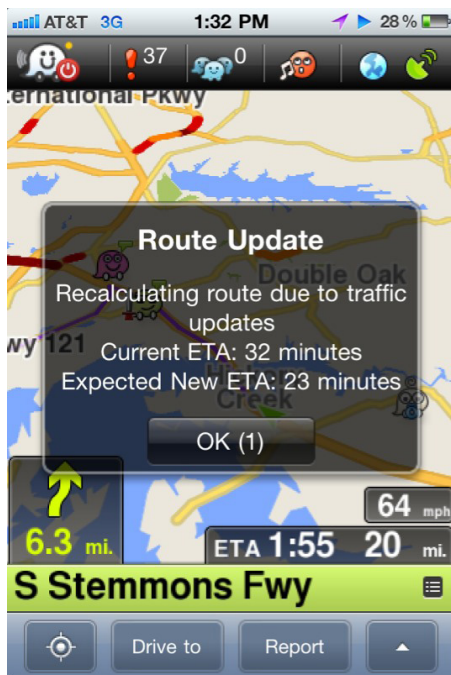 AT&T 3G 1:32 PM 28%
37 0
ernational Pkwy
Route Update
Double Oak
Recalculating route due to traffic
updates
wy 121
Current ETA: 32 minutes
Expected New ETA: 23 minutes
Creek
OK (1)
64 mph
6.3 mi. ETA 1:55 20 mi.
S Stemmons Fwy
Drive to Report